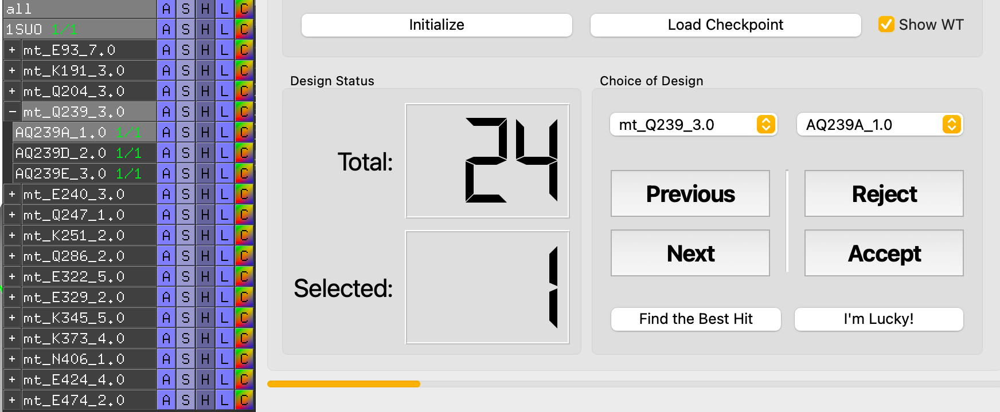 all A S H L C
1SUO 1/1 A S H L C
+ mt_E93_7.0 A S H L C
+ mt_K191_3.0 A S H L C
+ mt_Q204_3.0 A S H L C
- mt_Q239_3.0 A S H L C
AQ239A_1.0 1/1 A S H L C
AQ239D_2.0 1/1 A S H L C
AQ239E_3.0 1/1 A S H L C
+ mt_E240_3.0 A S H L C
+ mt_Q247_1.0 A S H L C
+ mt_K251_2.0 A S H L C
+ mt_Q286_2.0 A S H L C
+ mt_E322_5.0 A S H L C
+ mt_E329_2.0 A S H L C
+ mt_K345_5.0 A S H L C
+ mt_K373_4.0 A S H L C
+ mt_N406_1.0 A S H L C
+ mt_E424_4.0 A S H L C
+ mt_E474_2.0 A S H L C
Initialize Load Checkpoint Show WT
Design Status
Total: 24
Selected: 1
Choice of Design
mt_Q239_3.0 AQ239A_1.0
Previous Reject
Next Accept
Find the Best Hit I'm Lucky!